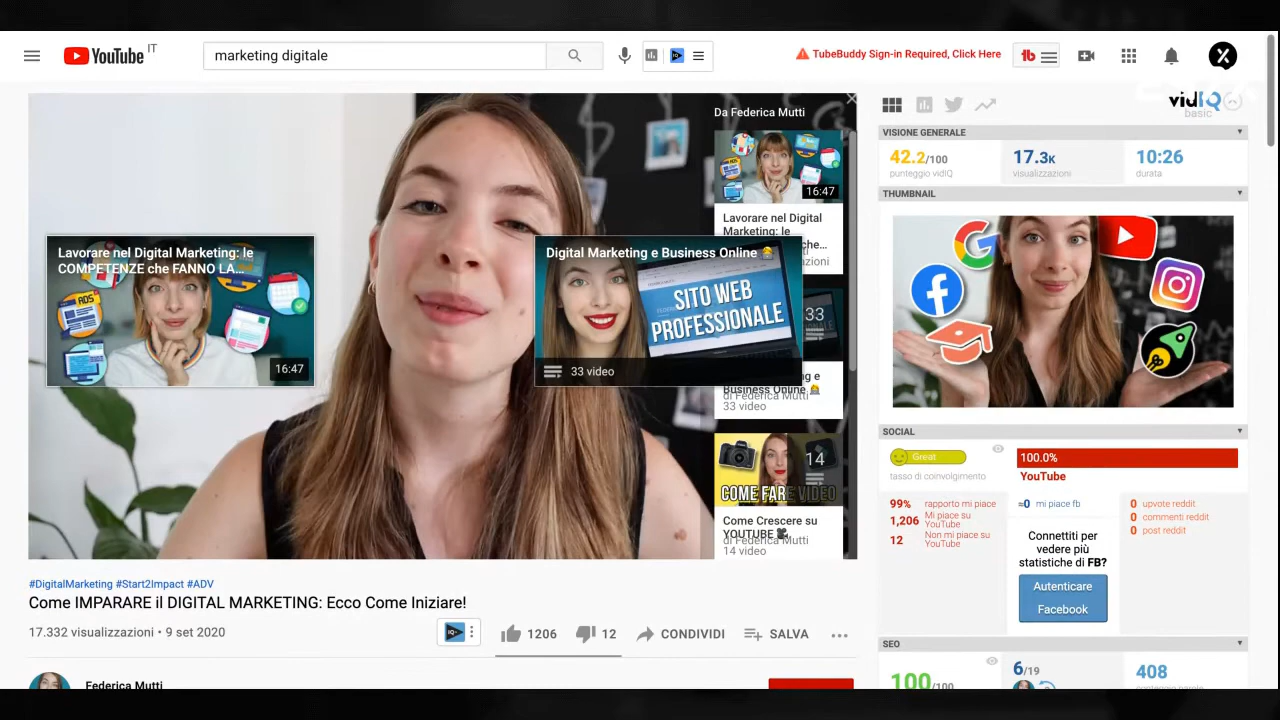 YouTube IT
marketing digitale
TubeBuddy Sign-in Required, Click Here
Da Federica Mutti
16:47
Lavorare nel Digital
Marketing: le
Lavorare nel Digital Marketing: le
COMPETENZE che FANNO LA...
ADS
16:47
Digital Marketing e Business Online
SITO WEB
PROFESSIONALE
33 video
33
Business Online
di Federica Mutti
33 video
14
COME FARE VIDEO
Come Crescere su
YOUTUBE
di Federica Mutti
14 video
#DigitalMarketing #Start2Impact #ADV
Come IMPARARE il DIGITAL MARKETING: Ecco Come Iniziare!
17.332 visualizzazioni • 9 set 2020
1206
12
CONDIVIDI
SALVA
Federica Mutti
vidIQ
basic
VISIONE GENERALE
42.2/100
punteggio vidIQ
17.3K
visualizzazioni
10:26
durata
THUMBNAIL
SOCIAL
Great
tasso di coinvolgimento
100.0%
YouTube
99% rapporto mi piace
1,206 Mi piace su
YouTube
12 Non mi piace su
YouTube
≈0 mi piace fb
Connettiti per
vedere più
statistiche di FB?
Autenticare
Facebook
0 upvote reddit
0 commenti reddit
0 post reddit
SEO
100/100
6/19
408